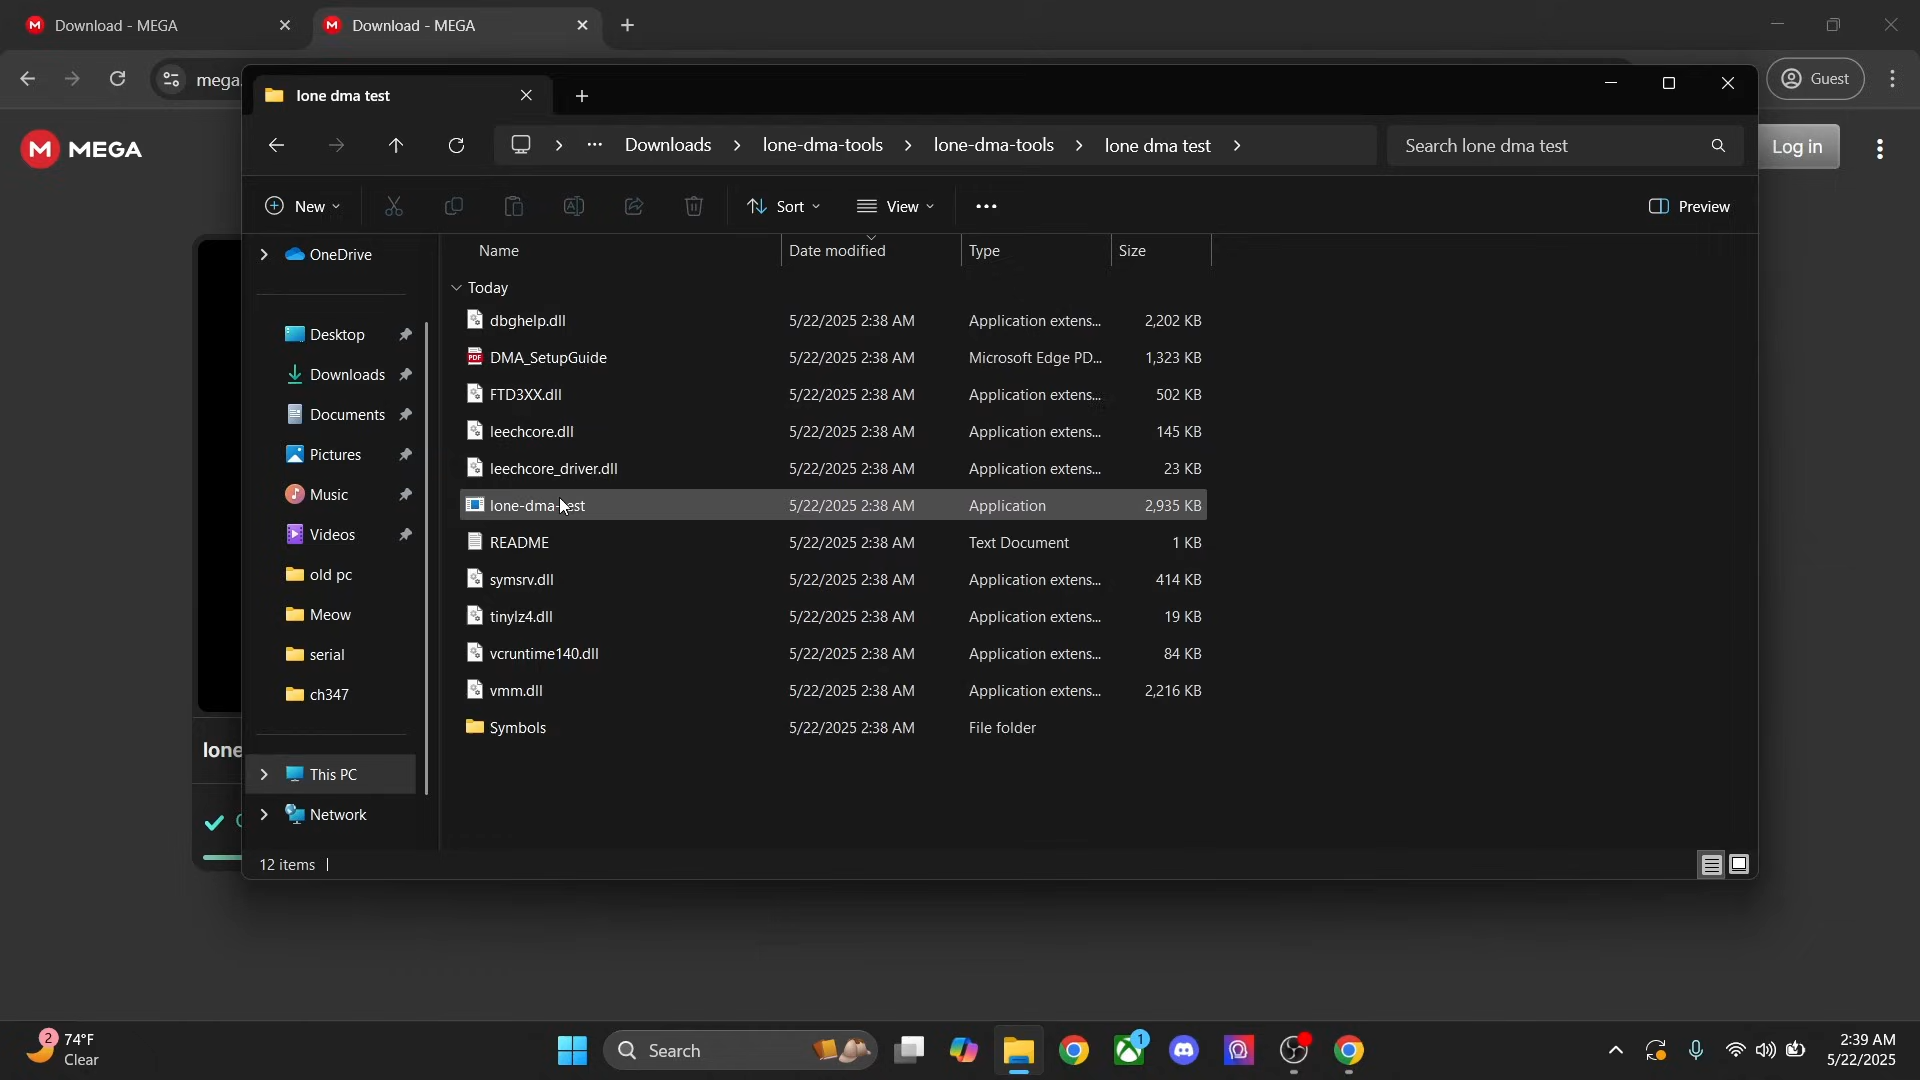 Download - MEGA
Download - MEGA
mega.
Guest
MEGA
Log in
lone dma test
Downloads
lone-dma-tools
lone-dma-tools
lone dma test
Search lone dma test
New
Sort
View
Preview
OneDrive
Desktop
Downloads
Documents
Pictures
Music
Videos
old pc
Meow
serial
ch347
This PC
Network
Name Date modified Type Size
Today
dbghelp.dll 5/22/2025 2:38 AM Application extens... 2,202 KB
DMA_SetupGuide 5/22/2025 2:38 AM Microsoft Edge PD... 1,323 KB
FTD3XX.dll 5/22/2025 2:38 AM Application extens... 502 KB
leechcore.dll 5/22/2025 2:38 AM Application extens... 145 KB
leechcore_driver.dll 5/22/2025 2:38 AM Application extens... 23 KB
lone-dma-test 5/22/2025 2:38 AM Application 2,935 KB
README 5/22/2025 2:38 AM Text Document 1 KB
symsrv.dll 5/22/2025 2:38 AM Application extens... 414 KB
tinylz4.dll 5/22/2025 2:38 AM Application extens... 19 KB
vcruntime140.dll 5/22/2025 2:38 AM Application extens... 84 KB
vmm.dll 5/22/2025 2:38 AM Application extens... 2,216 KB
Symbols 5/22/2025 2:38 AM File folder
lone
12 items
2
74°F
Clear
Search
1
2:39 AM
5/22/2025